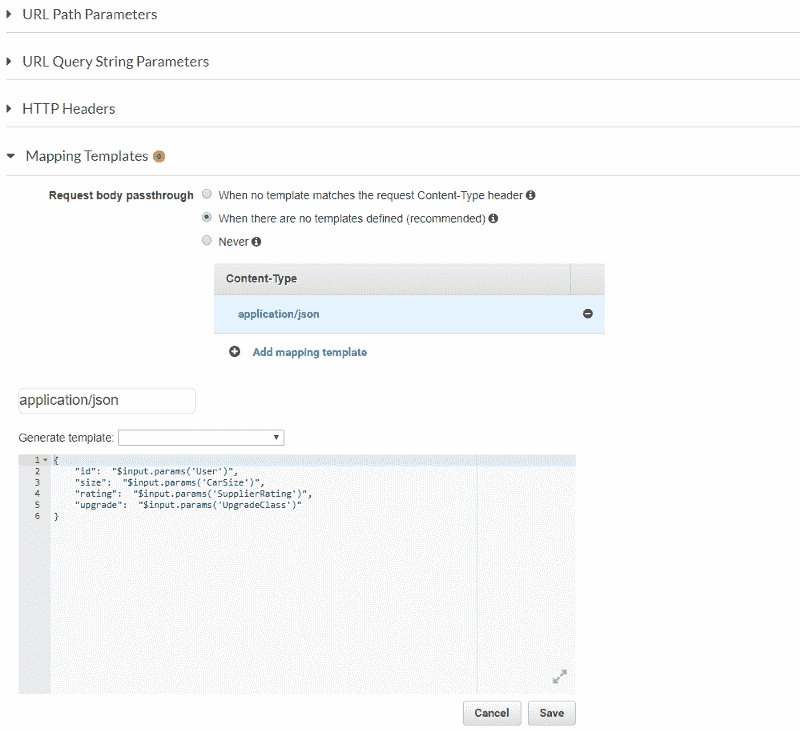 URL Path Parameters
URL Query String Parameters
HTTP Headers
Mapping Templates
Request body passthrough When no template matches the request Content-Type header
When there are no templates defined (recommended)
Never
Content-Type
application/json
Add mapping template
application/json
Generate template:
1 {
2 "id": "$input.params('User')",
3 "size": "$input.params('CarSize')",
4 "rating": "$input.params('SupplierRating')",
5 "upgrade": "$input.params('UpgradeClass')"
6 }
Cancel Save